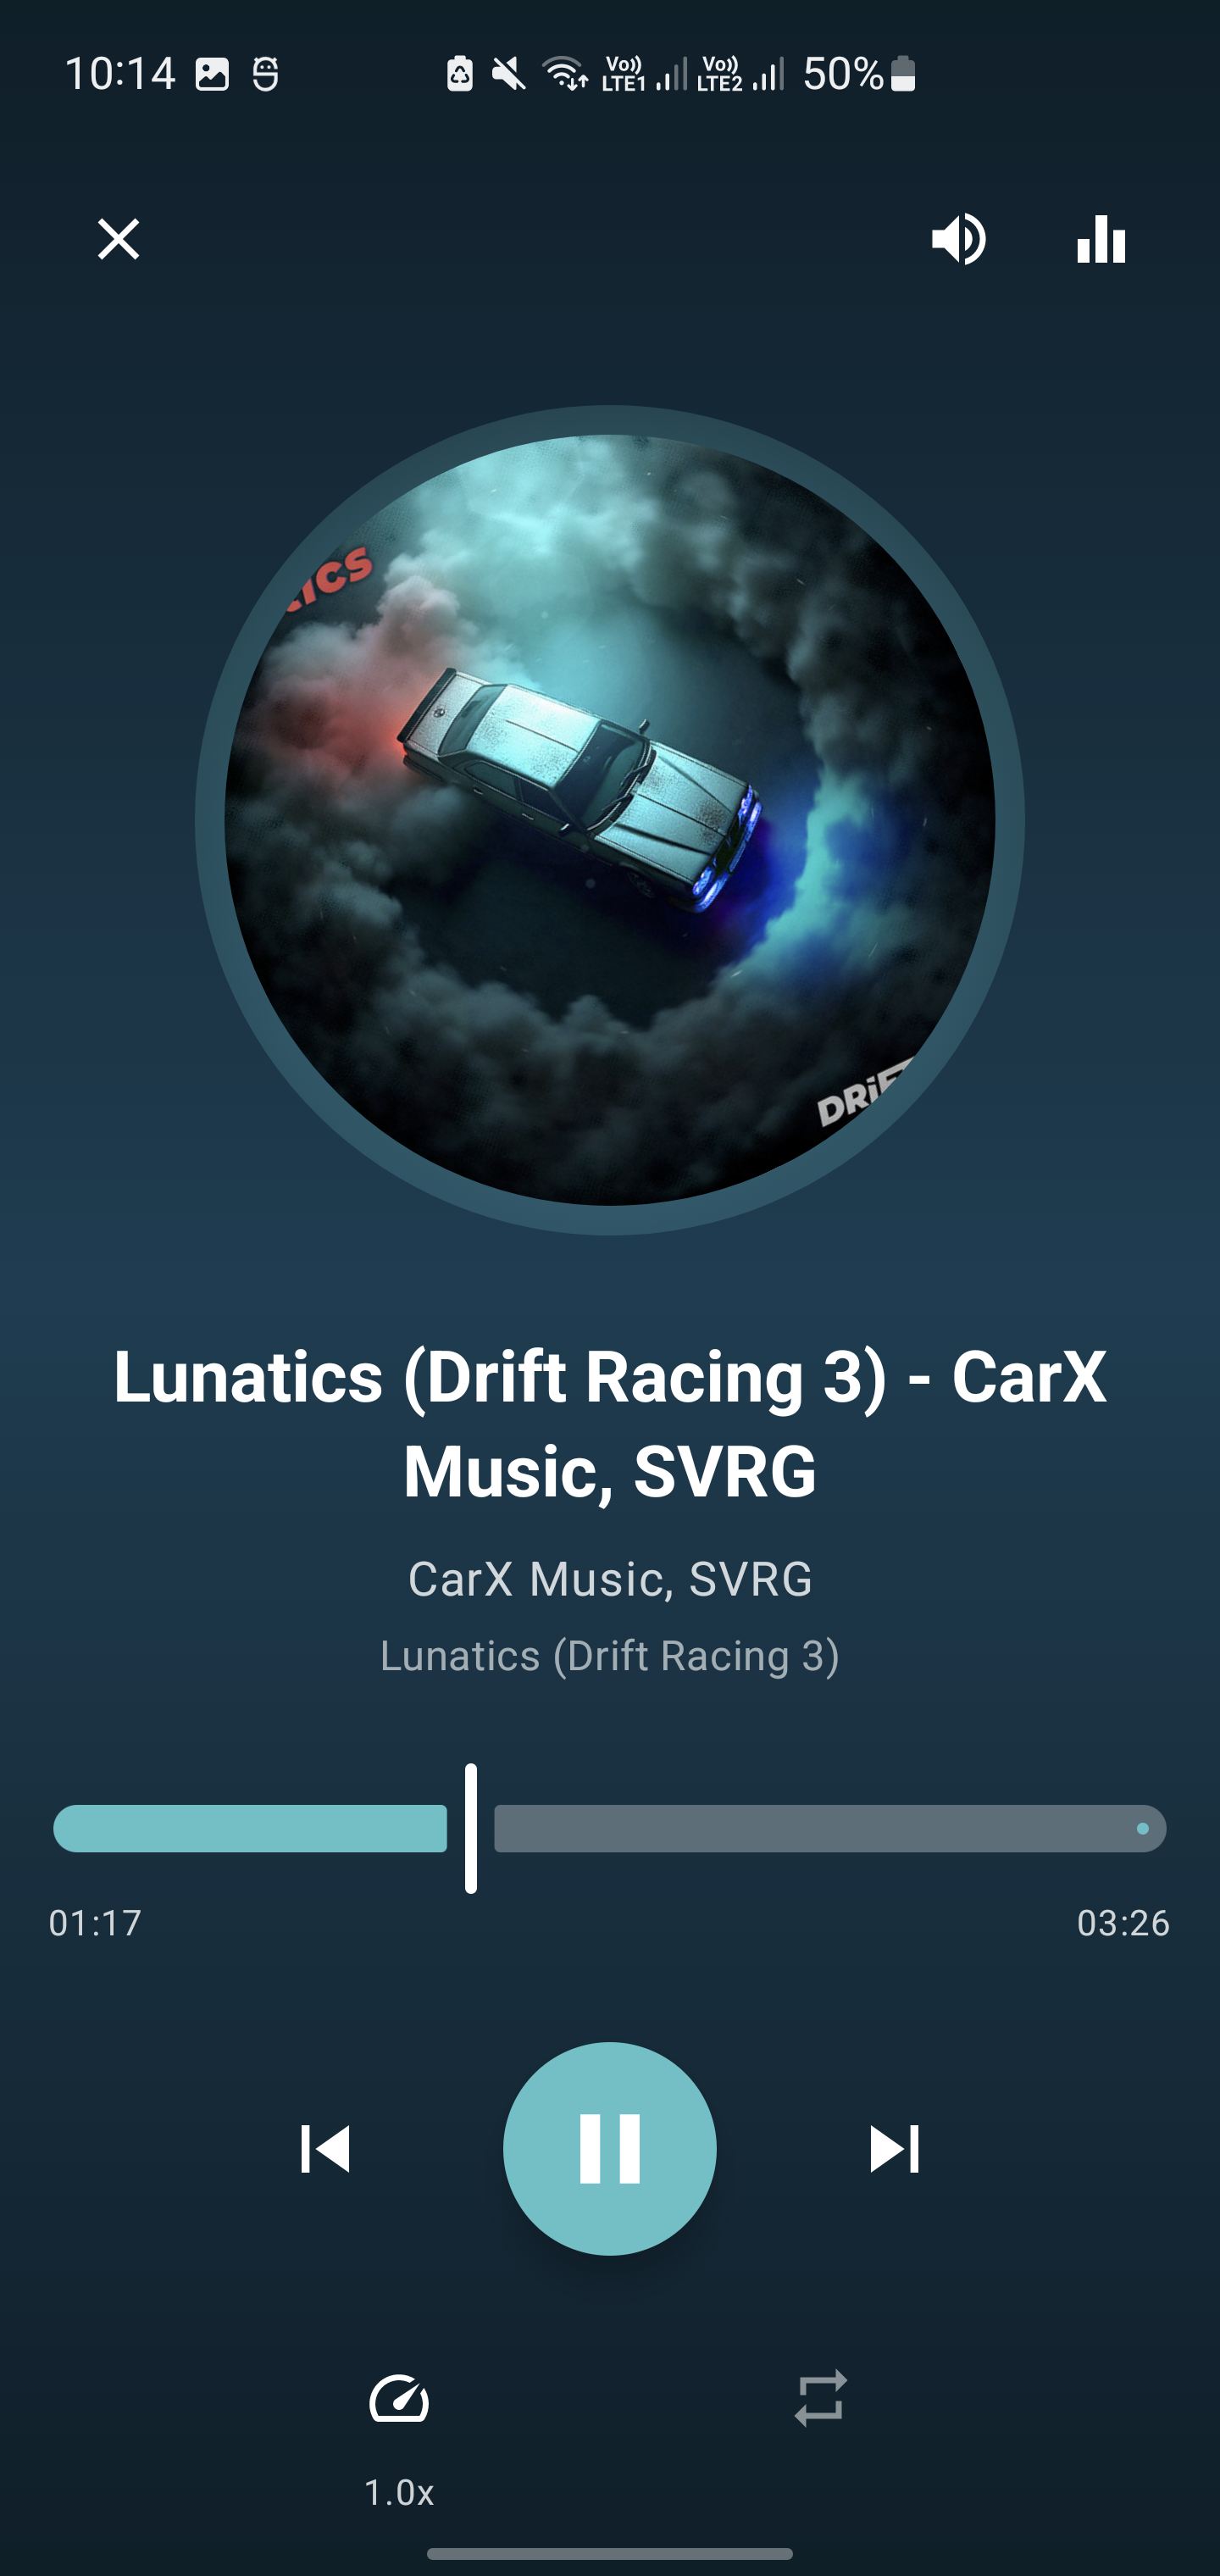 10:14
Vo)) LTE1 Vo)) LTE2 50%
TICS
DRiF
Lunatics (Drift Racing 3) - CarX
Music, SVRG
CarX Music, SVRG
Lunatics (Drift Racing 3)
01:17 03:26
1.0x